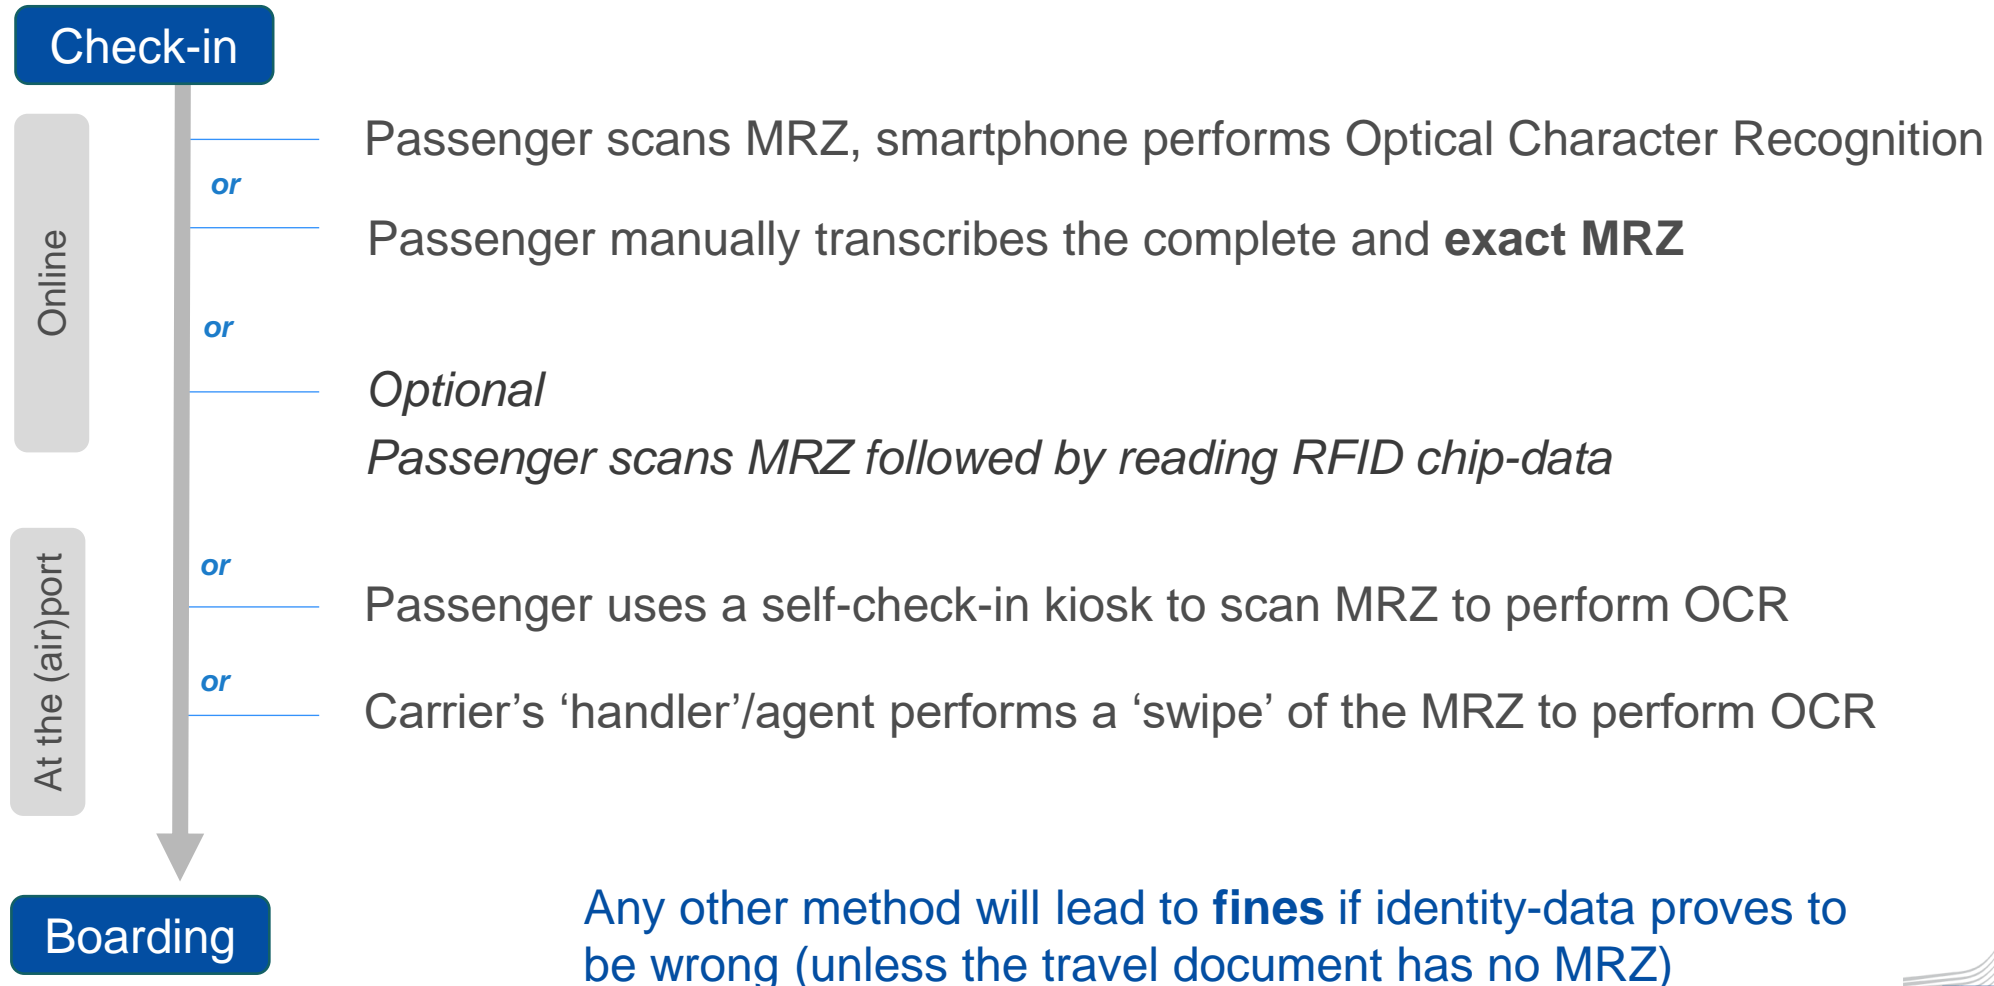 Check-in
Online
Passenger scans MRZ, smartphone performs Optical Character Recognition
or
Passenger manually transcribes the complete and exact MRZ
or
Optional
Passenger scans MRZ followed by reading RFID chip-data
At the (air)port
or
Passenger uses a self-check-in kiosk to scan MRZ to perform OCR
or
Carrier’s ‘handler’/agent performs a ‘swipe’ of the MRZ to perform OCR
Boarding
Any other method will lead to fines if identity-data proves to
be wrong (unless the travel document has no MRZ)